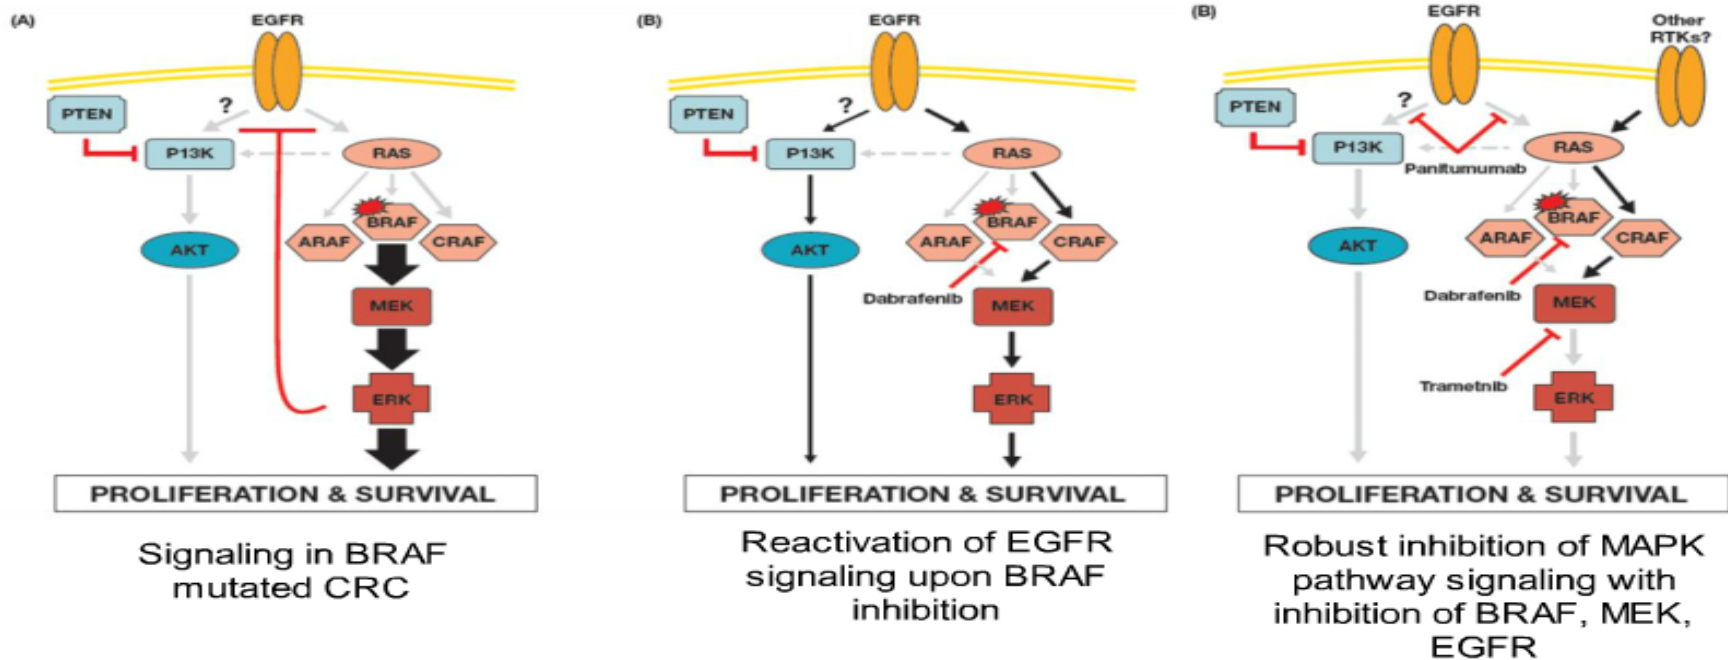 (A)
EGFR
PTEN
?
P13K
RAS
BRAF
ARAF
CRAF
AKT
MEK
ERK
PROLIFERATION & SURVIVAL
Signaling in BRAF
mutated CRC
(B)
EGFR
PTEN
?
P13K
RAS
BRAF
ARAF
CRAF
AKT
Dabrafenib
MEK
ERK
PROLIFERATION & SURVIVAL
Reactivation of EGFR
signaling upon BRAF
inhibition
(B)
EGFR
Other
RTKs?
PTEN
?
P13K
RAS
Panitumumab
BRAF
ARAF
CRAF
AKT
Dabrafenib
MEK
Trametnib
ERK
PROLIFERATION & SURVIVAL
Robust inhibition of MAPK
pathway signaling with
inhibition of BRAF, MEK,
EGFR